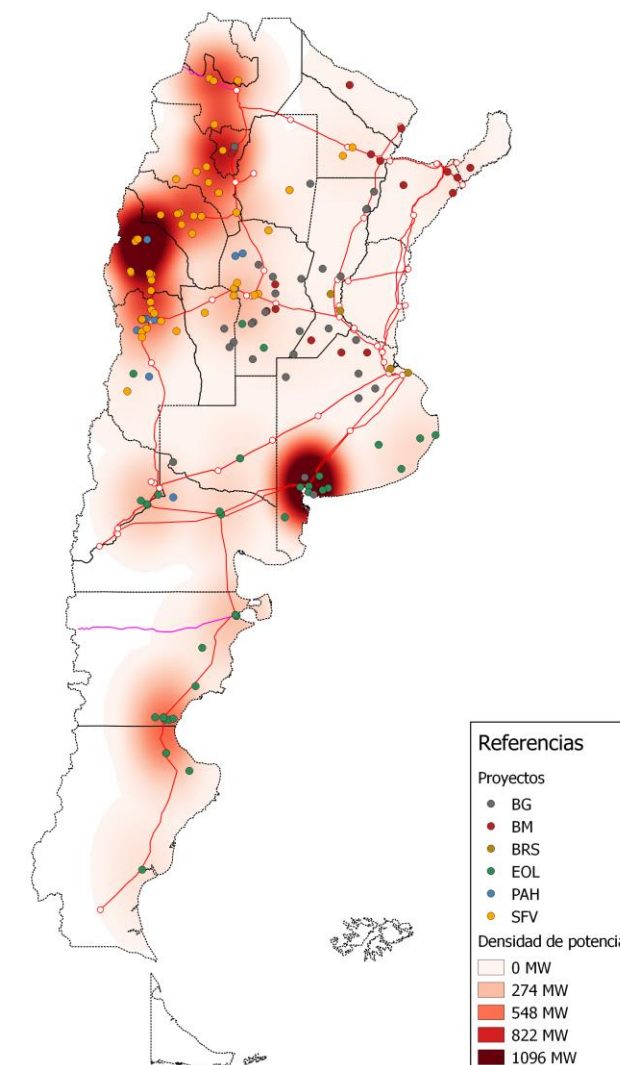 Referencias
Proyectos
BG
BM
BRS
EOL
PAH
SFV
Densidad de potencia
0 MW
274 MW
548 MW
822 MW
1096 MW